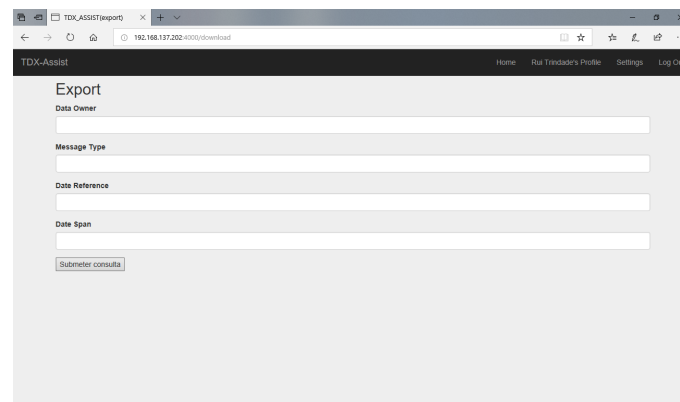 TDX_ASSIST(export)
192.168.137.202:4000/download
TDX-Assist
Home Rui Trindade's Profile Settings Log O
Export
Data Owner
Message Type
Date Reference
Date Span
Submeter consulta